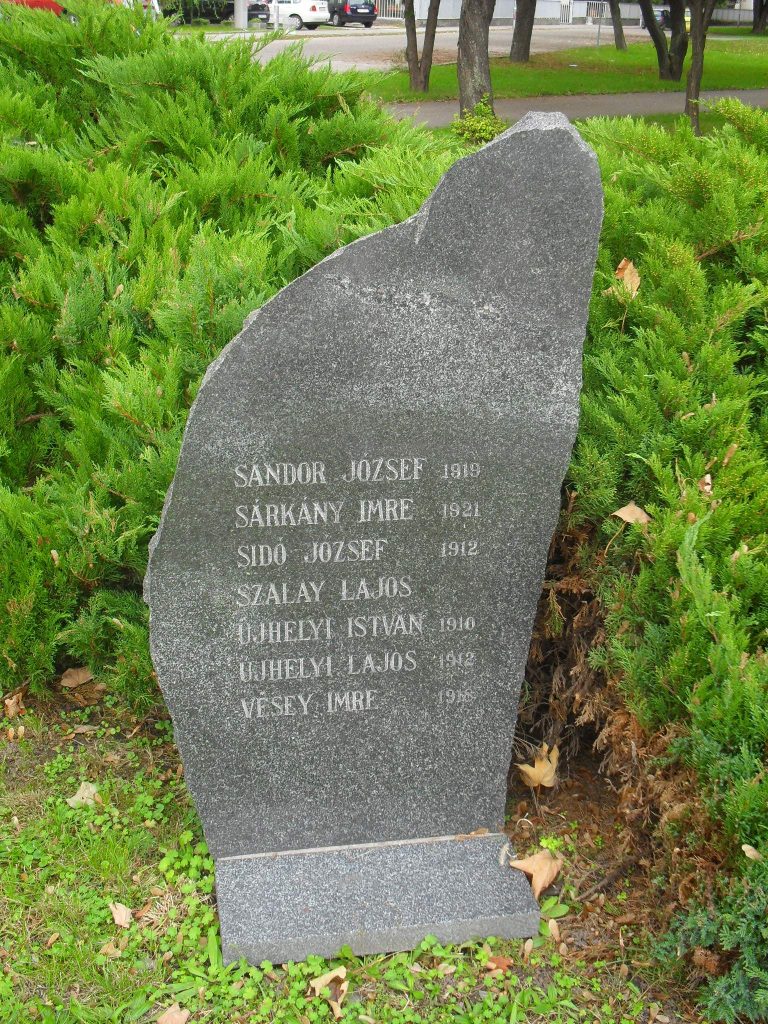 SÁNDOR JÓZSEF 1919
SÁRKÁNY IMRE 1921
SIDÓ JÓZSEF 1912
SZALAY LAJOS
ÚJHELYI ISTVÁN 1910
ÚJHELYI LAJOS 1912
VÉSEY IMRE 1918